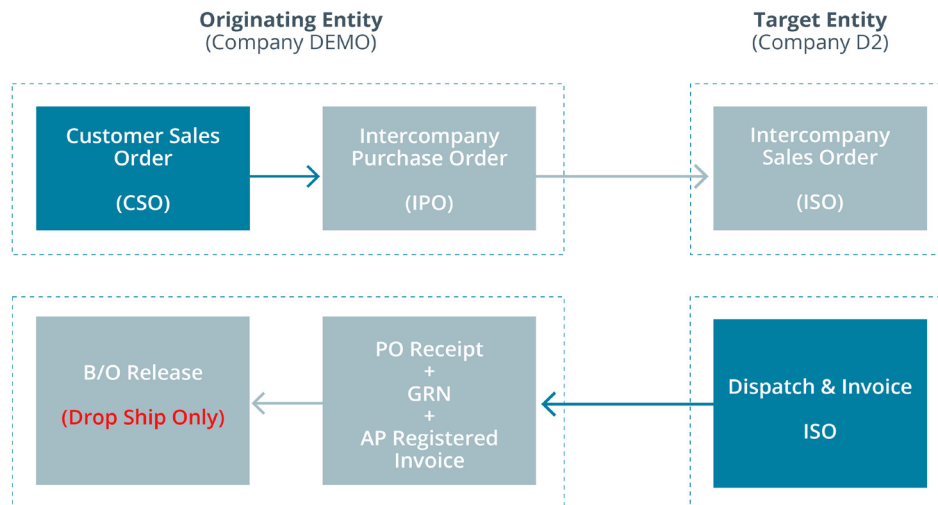 Originating Entity
(Company DEMO)
Target Entity
(Company D2)
Customer Sales
Order
(CSO)
Intercompany
Purchase Order
(IPO)
Intercompany
Sales Order
(ISO)
B/O Release
(Drop Ship Only)
PO Receipt
+
GRN
+
AP Registered
Invoice
Dispatch & Invoice
ISO